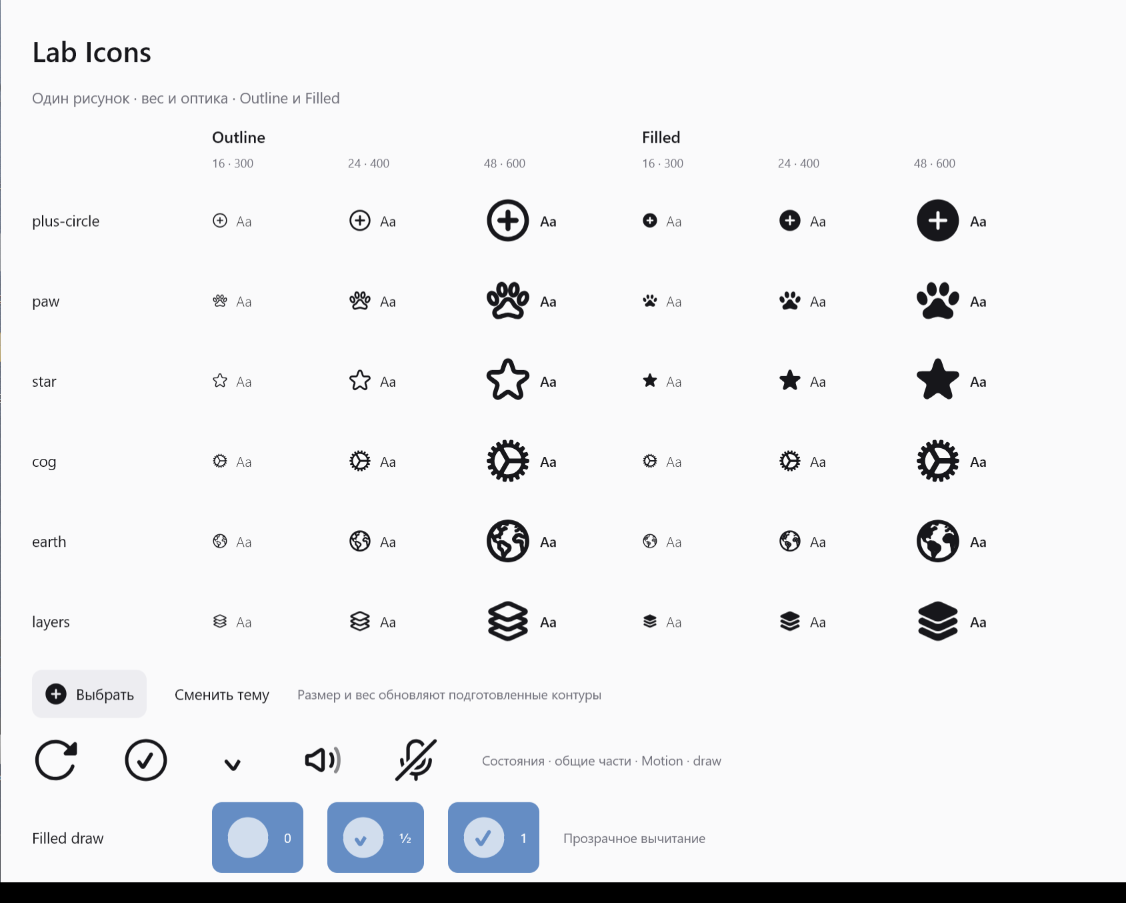 Lab Icons
Один рисунок · вес и оптика · Outline и Filled
Outline Filled
16 · 300 24 · 400 48 · 600 16 · 300 24 · 400 48 · 600
plus-circle Aa Aa Aa Aa Aa Aa
paw Aa Aa Aa Aa Aa Aa
star Aa Aa Aa Aa Aa Aa
cog Aa Aa Aa Aa Aa Aa
earth Aa Aa Aa Aa Aa Aa
layers Aa Aa Aa Aa Aa Aa
Выбрать Сменить тему Размер и вес обновляют подготовленные контуры
Состояния · общие части · Motion · draw
Filled draw 0 ½ 1 Прозрачное вычитание